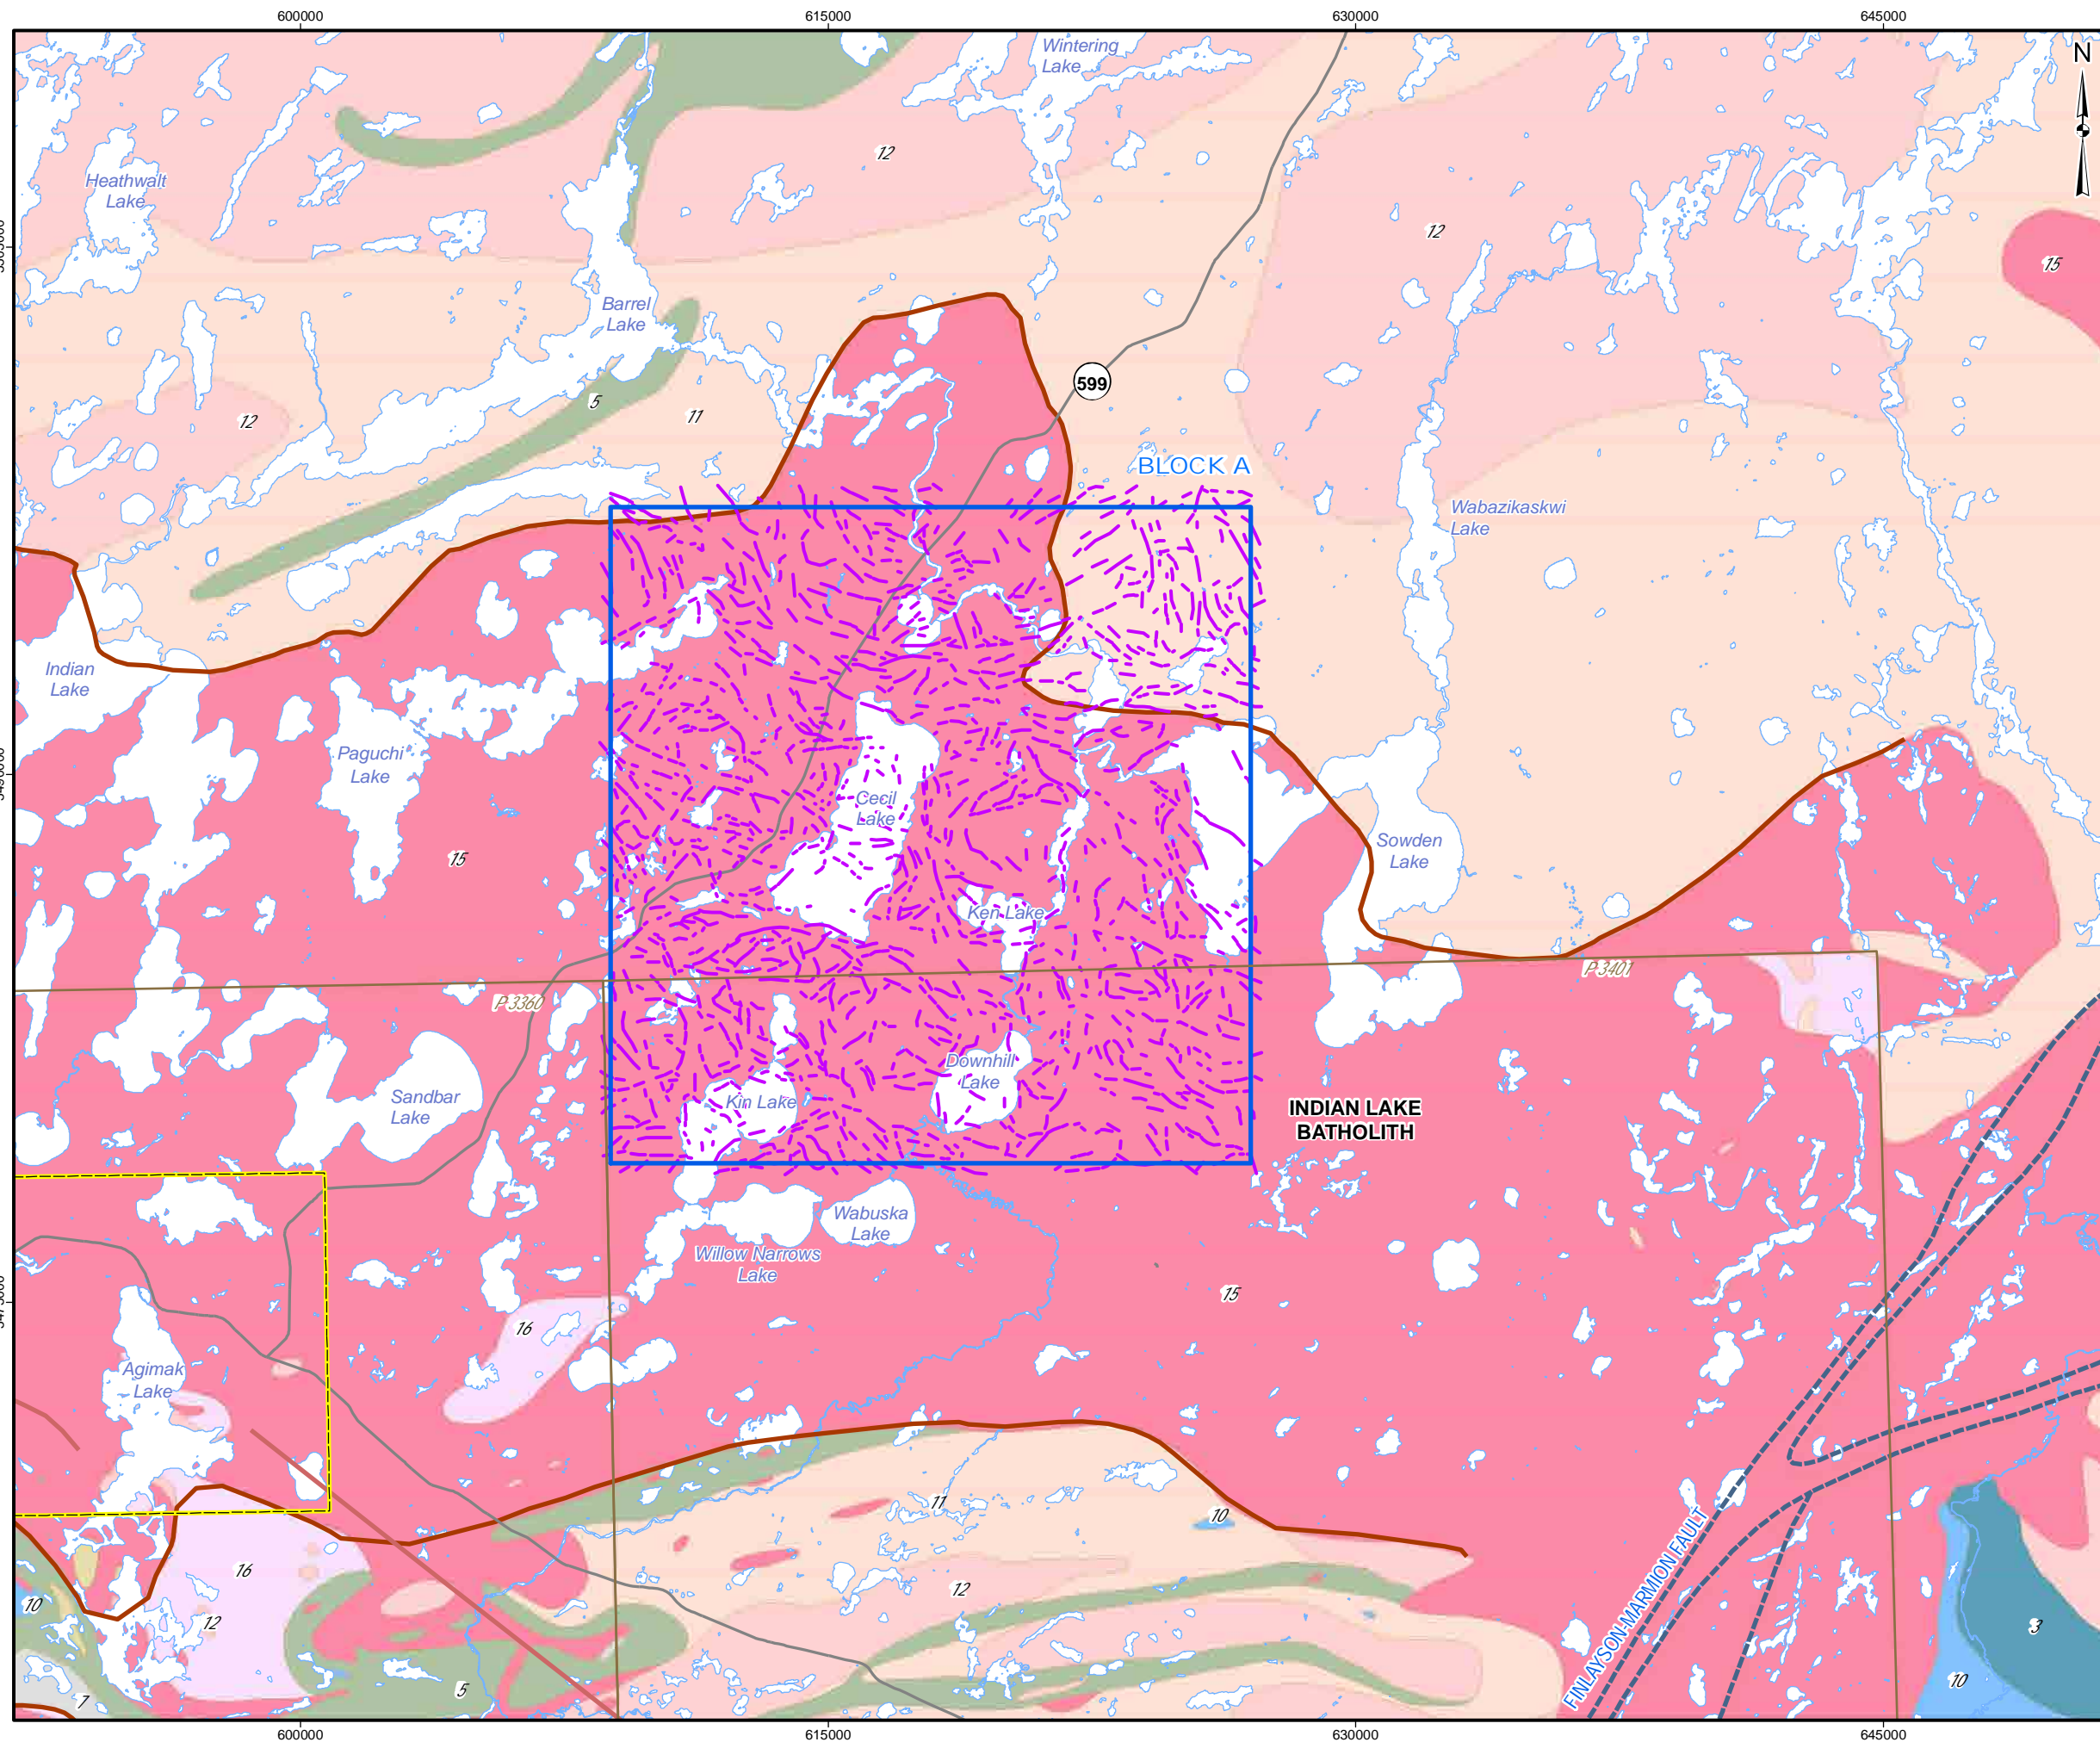 600000
615000
630000
645000
N
Wintering
Lake
12
Heathwalt
Lake
12
15
Barrel
Lake
599
5
12
11
BLOCK A
Wabazikaskwi
Lake
Indian
Lake
Paguchi
Lake
Cecil
Lake
15
Sowden
Lake
Ken Lake
P-3401
P-3360
Downhill
Lake
Sandbar
Lake
Kin Lake
INDIAN LAKE
BATHOLITH
Wabuska
Lake
Willow Narrows
Lake
15
16
Agimak
Lake
11
10
FINLAYSON-MARMION FAULT
16
12
10
12
3
5
7
10
600000
615000
630000
645000